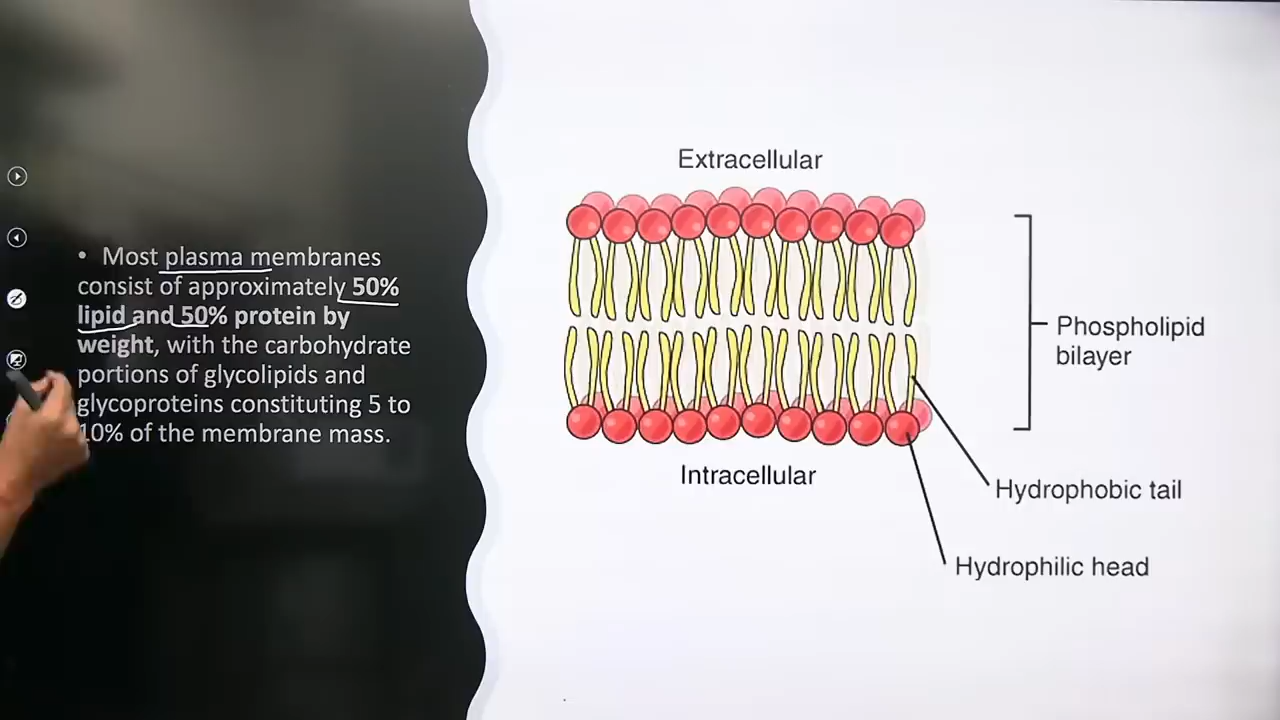 • Most plasma membranes
consist of approximately 50%
lipid and 50% protein by
weight, with the carbohydrate
portions of glycolipids and
glycoproteins constituting 5 to
10% of the membrane mass.
Extracellular
Phospholipid
bilayer
Intracellular
Hydrophobic tail
Hydrophilic head